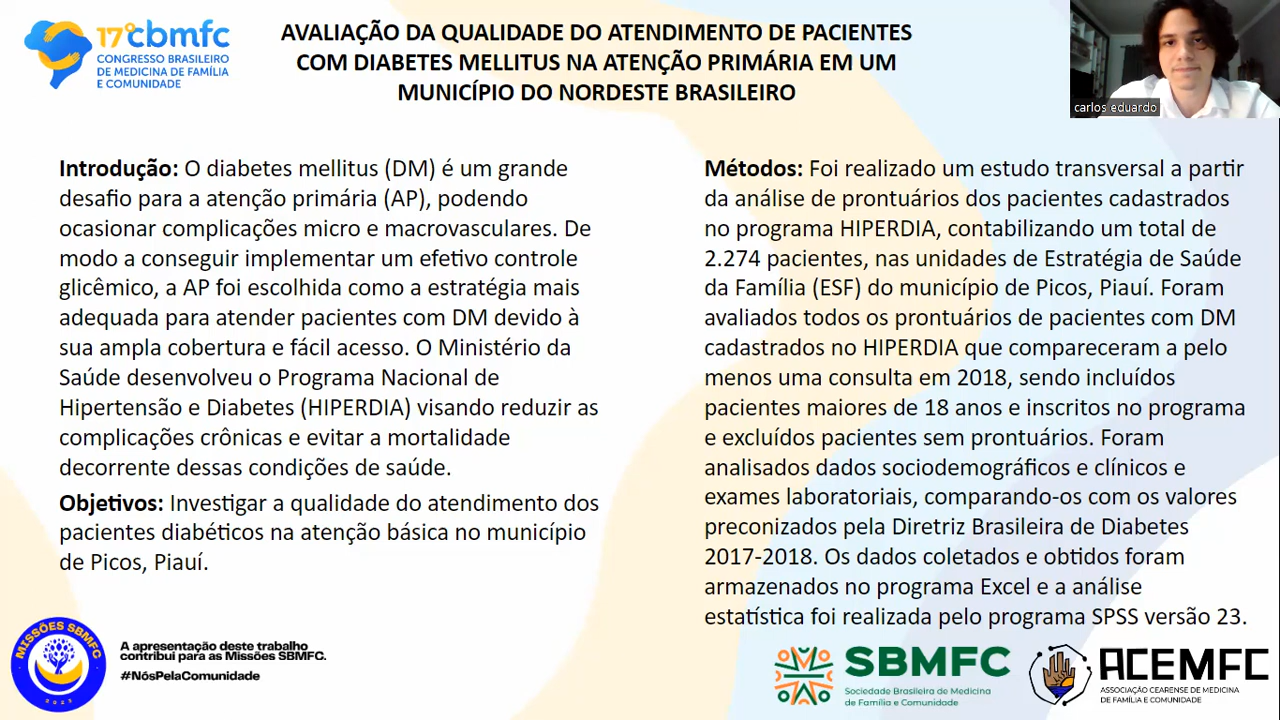 17º cbmfc
CONGRESSO BRASILEIRO
DE MEDICINA DE FAMÍLIA
E COMUNIDADE
AVALIAÇÃO DA QUALIDADE DO ATENDIMENTO DE PACIENTES
COM DIABETES MELLITUS NA ATENÇÃO PRIMÁRIA EM UM
MUNICÍPIO DO NORDESTE BRASILEIRO
carlos eduardo
Introdução: O diabetes mellitus (DM) é um grande
desafio para a atenção primária (AP), podendo
ocasionar complicações micro e macrovasculares. De
modo a conseguir implementar um efetivo controle
glicêmico, a AP foi escolhida como a estratégia mais
adequada para atender pacientes com DM devido à
sua ampla cobertura e fácil acesso. O Ministério da
Saúde desenvolveu o Programa Nacional de
Hipertensão e Diabetes (HIPERDIA) visando reduzir as
complicações crônicas e evitar a mortalidade
decorrente dessas condições de saúde.
Objetivos: Investigar a qualidade do atendimento dos
pacientes diabéticos na atenção básica no município
de Picos, Piauí.
Métodos: Foi realizado um estudo transversal a partir
da análise de prontuários dos pacientes cadastrados
no programa HIPERDIA, contabilizando um total de
2.274 pacientes, nas unidades de Estratégia de Saúde
da Família (ESF) do município de Picos, Piauí. Foram
avaliados todos os prontuários de pacientes com DM
cadastrados no HIPERDIA que compareceram a pelo
menos uma consulta em 2018, sendo incluídos
pacientes maiores de 18 anos e inscritos no programa
e excluídos pacientes sem prontuários. Foram
analisados dados sociodemográficos e clínicos e
exames laboratoriais, comparando-os com os valores
preconizados pela Diretriz Brasileira de Diabetes
2017-2018. Os dados coletados e obtidos foram
armazenados no programa Excel e a análise
estatística foi realizada pelo programa SPSS versão 23.
MISSÕES SBMFC
2023
A apresentação deste trabalho
contribui para as Missões SBMFC.
#NósPelaComunidade
SBMFC
Sociedade Brasileira de Medicina
de Família e Comunidade
ACEMFC
ASSOCIAÇÃO CEARENSE DE MEDICINA
DE FAMÍLIA E COMUNIDADE